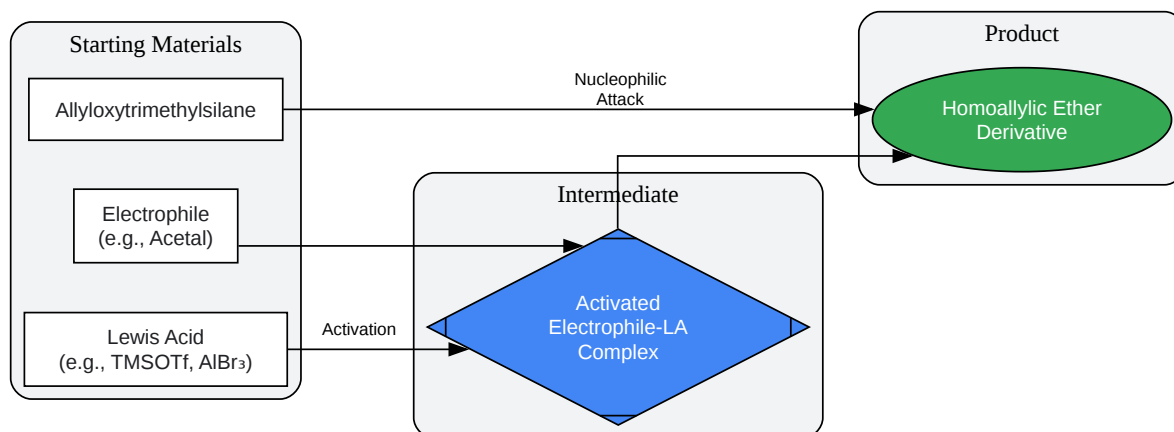 Starting Materials
Allyloxytrimethylsilane
Electrophile
(e.g., Acetal)
Lewis Acid
(e.g., TMSOTf, AlBr₃)
Activation
Nucleophilic
Attack
Intermediate
Activated
Electrophile-LA
Complex
Product
Homoallylic Ether
Derivative